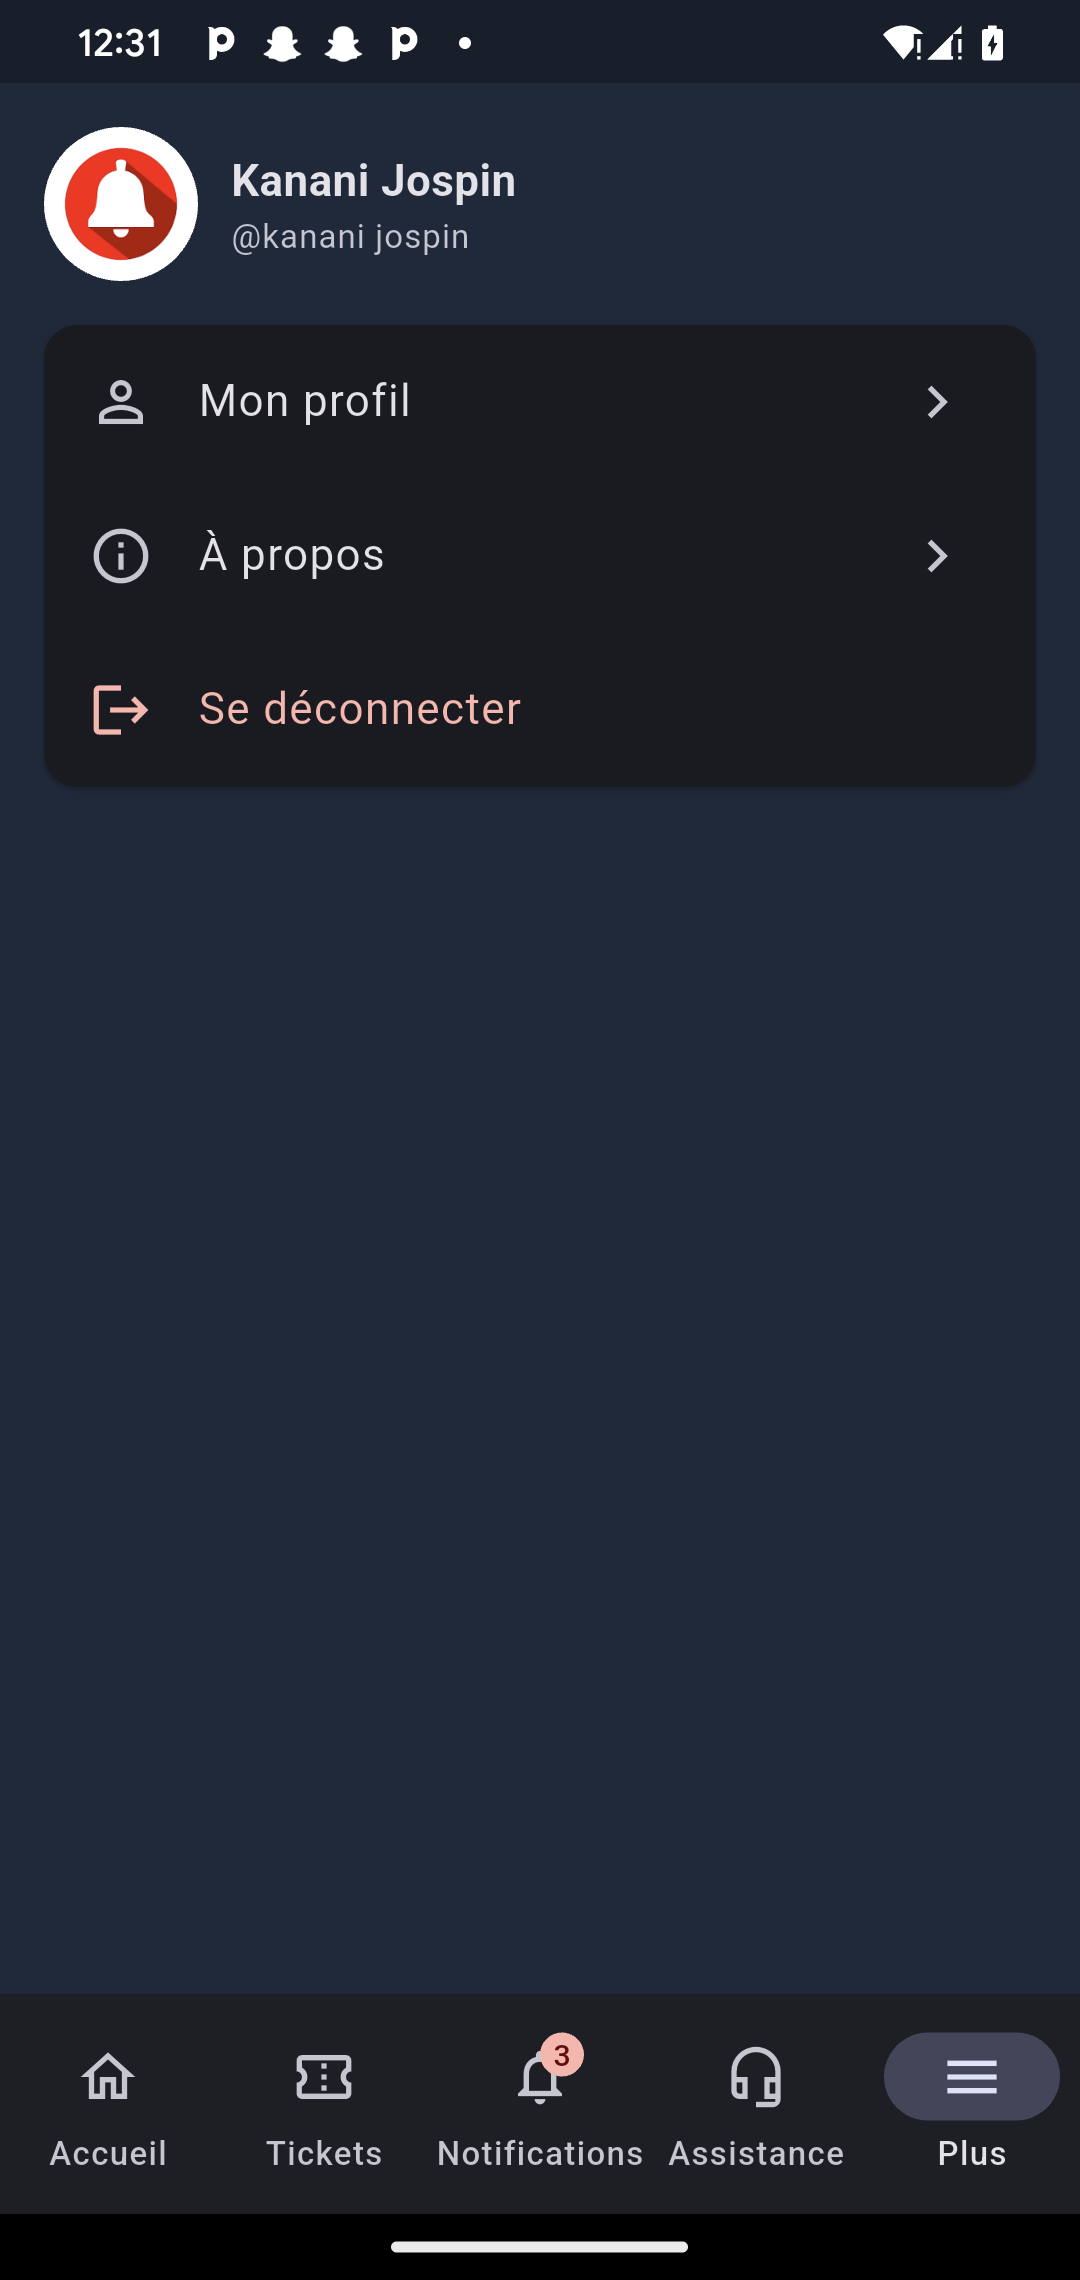 12:31
Kanani Jospin
@kanani jospin
Mon profil
À propos
Se déconnecter
3
Accueil
Tickets
Notifications
Assistance
Plus